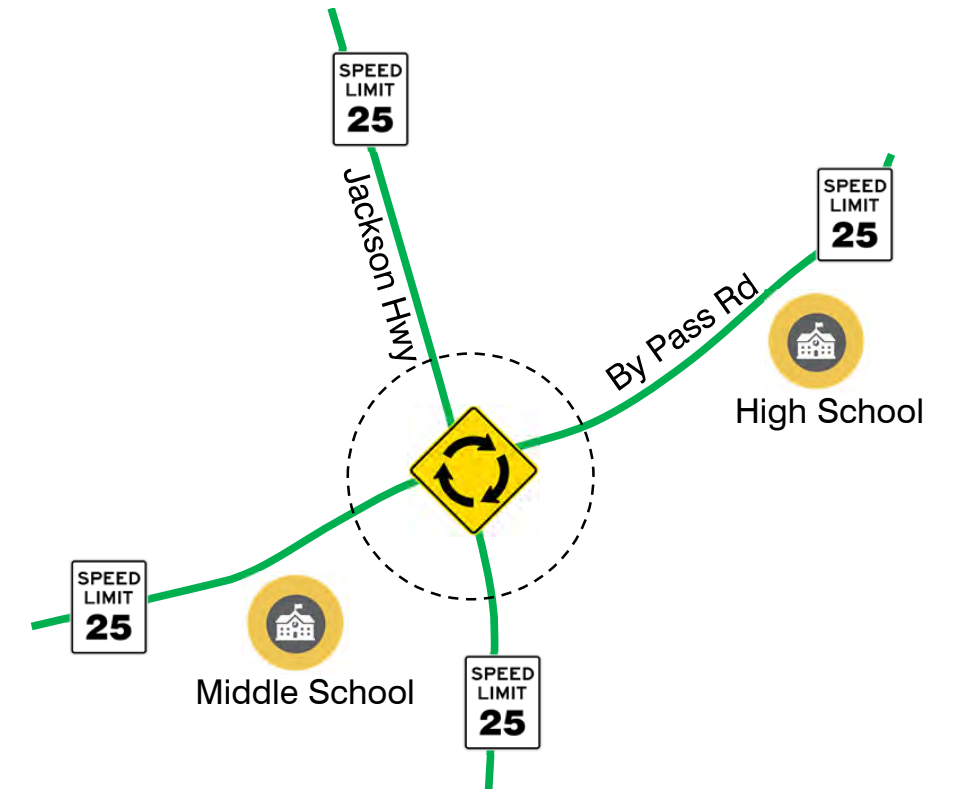 SPEED
LIMIT
25
Jackson Hwy
SPEED
LIMIT
25
By Pass Rd
High School
SPEED
LIMIT
25
Middle School
SPEED
LIMIT
25